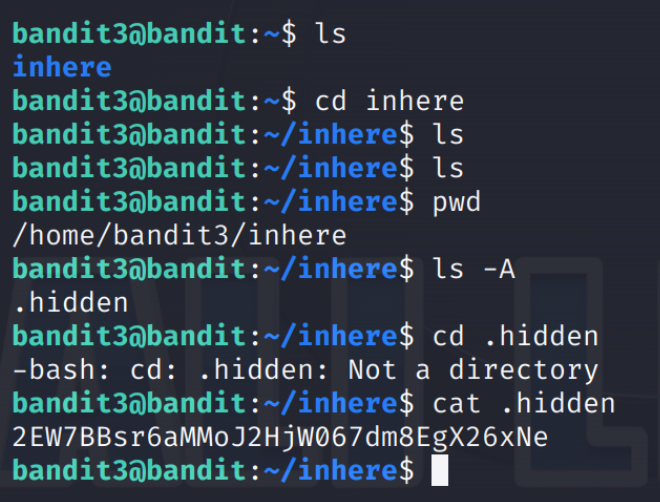 bandit3@bandit:~$ ls
inhere
bandit3@bandit:~$ cd inhere
bandit3@bandit:~/inhere$ ls
bandit3@bandit:~/inhere$ ls
bandit3@bandit:~/inhere$ pwd
/home/bandit3/inhere
bandit3@bandit:~/inhere$ ls -A
.hidden
bandit3@bandit:~/inhere$ cd .hidden
-bash: cd: .hidden: Not a directory
bandit3@bandit:~/inhere$ cat .hidden
2EW7BBsr6aMMoJ2HjW067dm8EgX26xNe
bandit3@bandit:~/inhere$